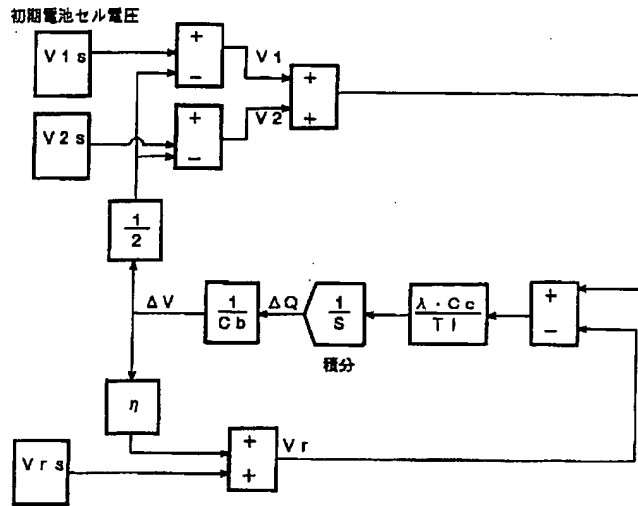 初期電池セル電圧
V1s
+
−
V1
+
+
V2s
+
−
V2
1
2
ΔV
1
Cb
ΔQ
1
S
積分
λ・Cc
TI
+
−
η
Vrs
+
+
Vr